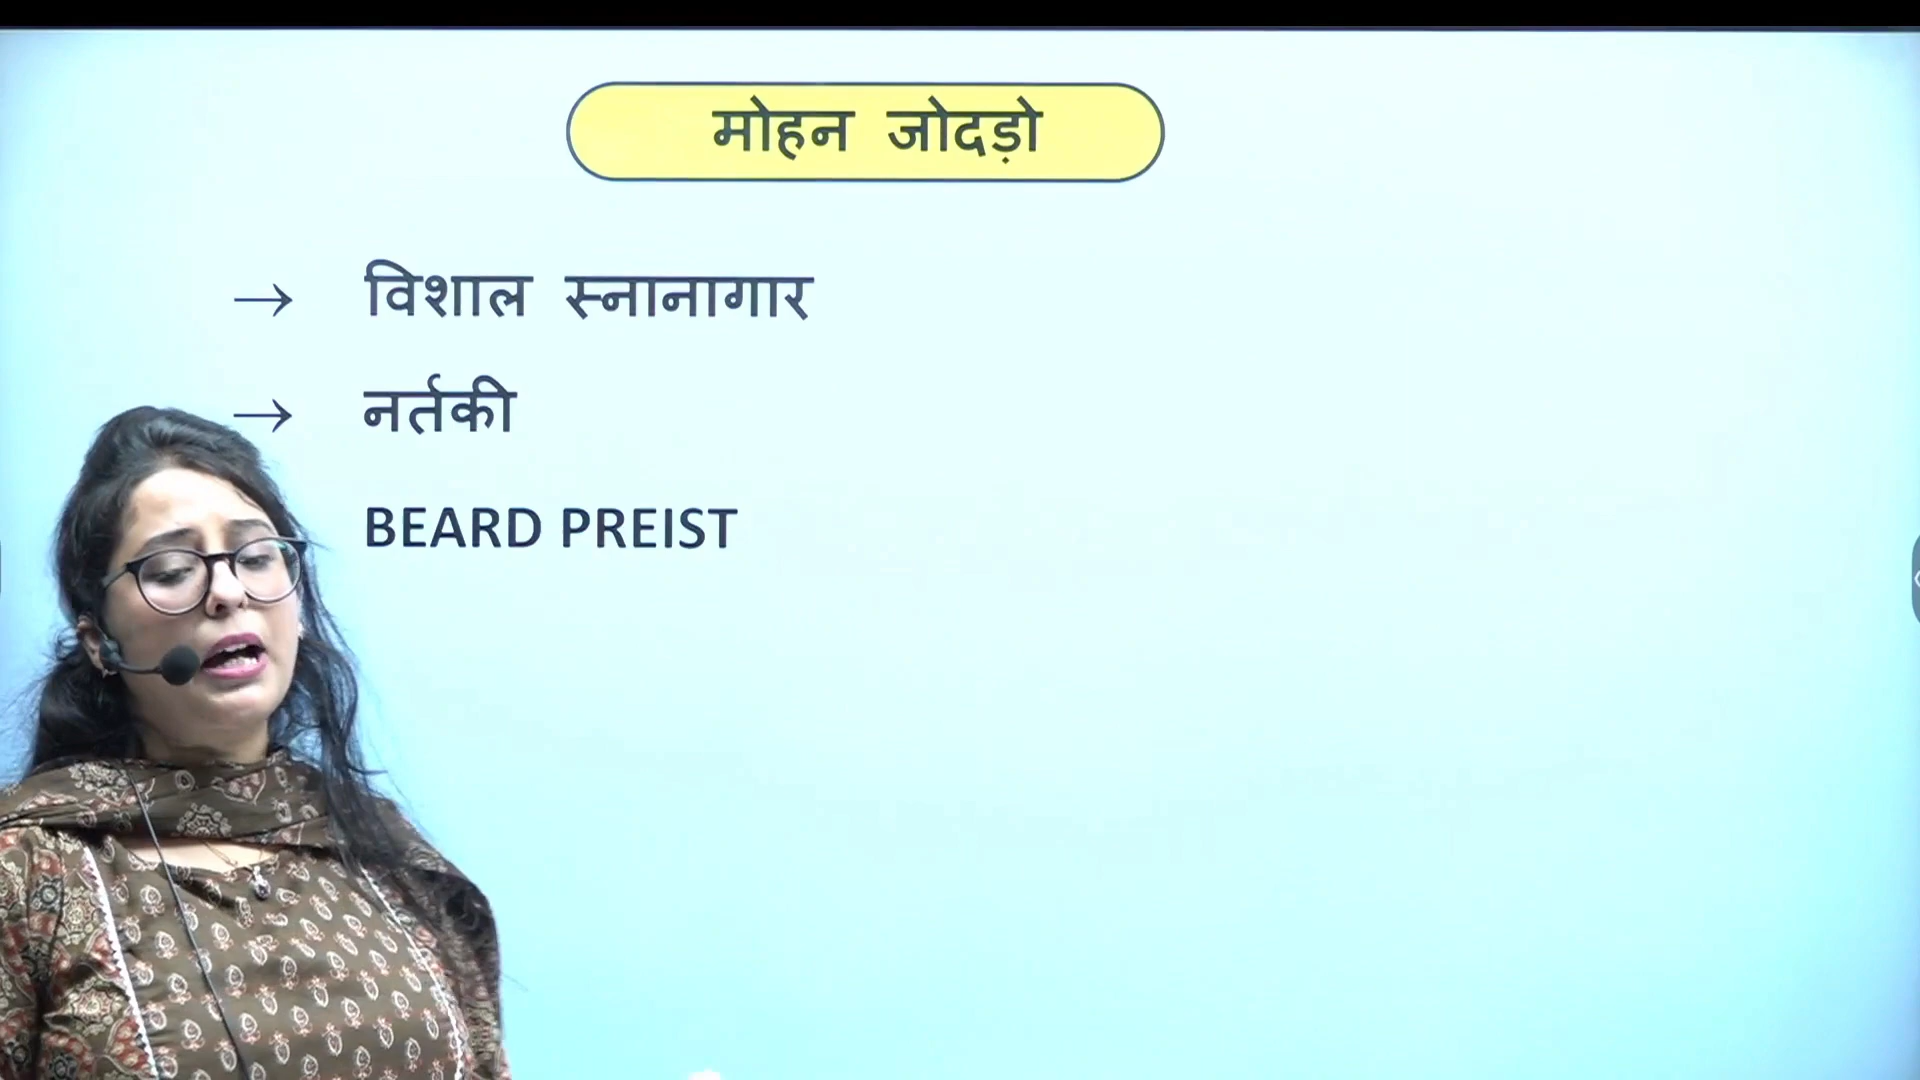 मोहन जोदड़ो
→ विशाल स्नानागार
→ नर्तकी
BEARD PREIST